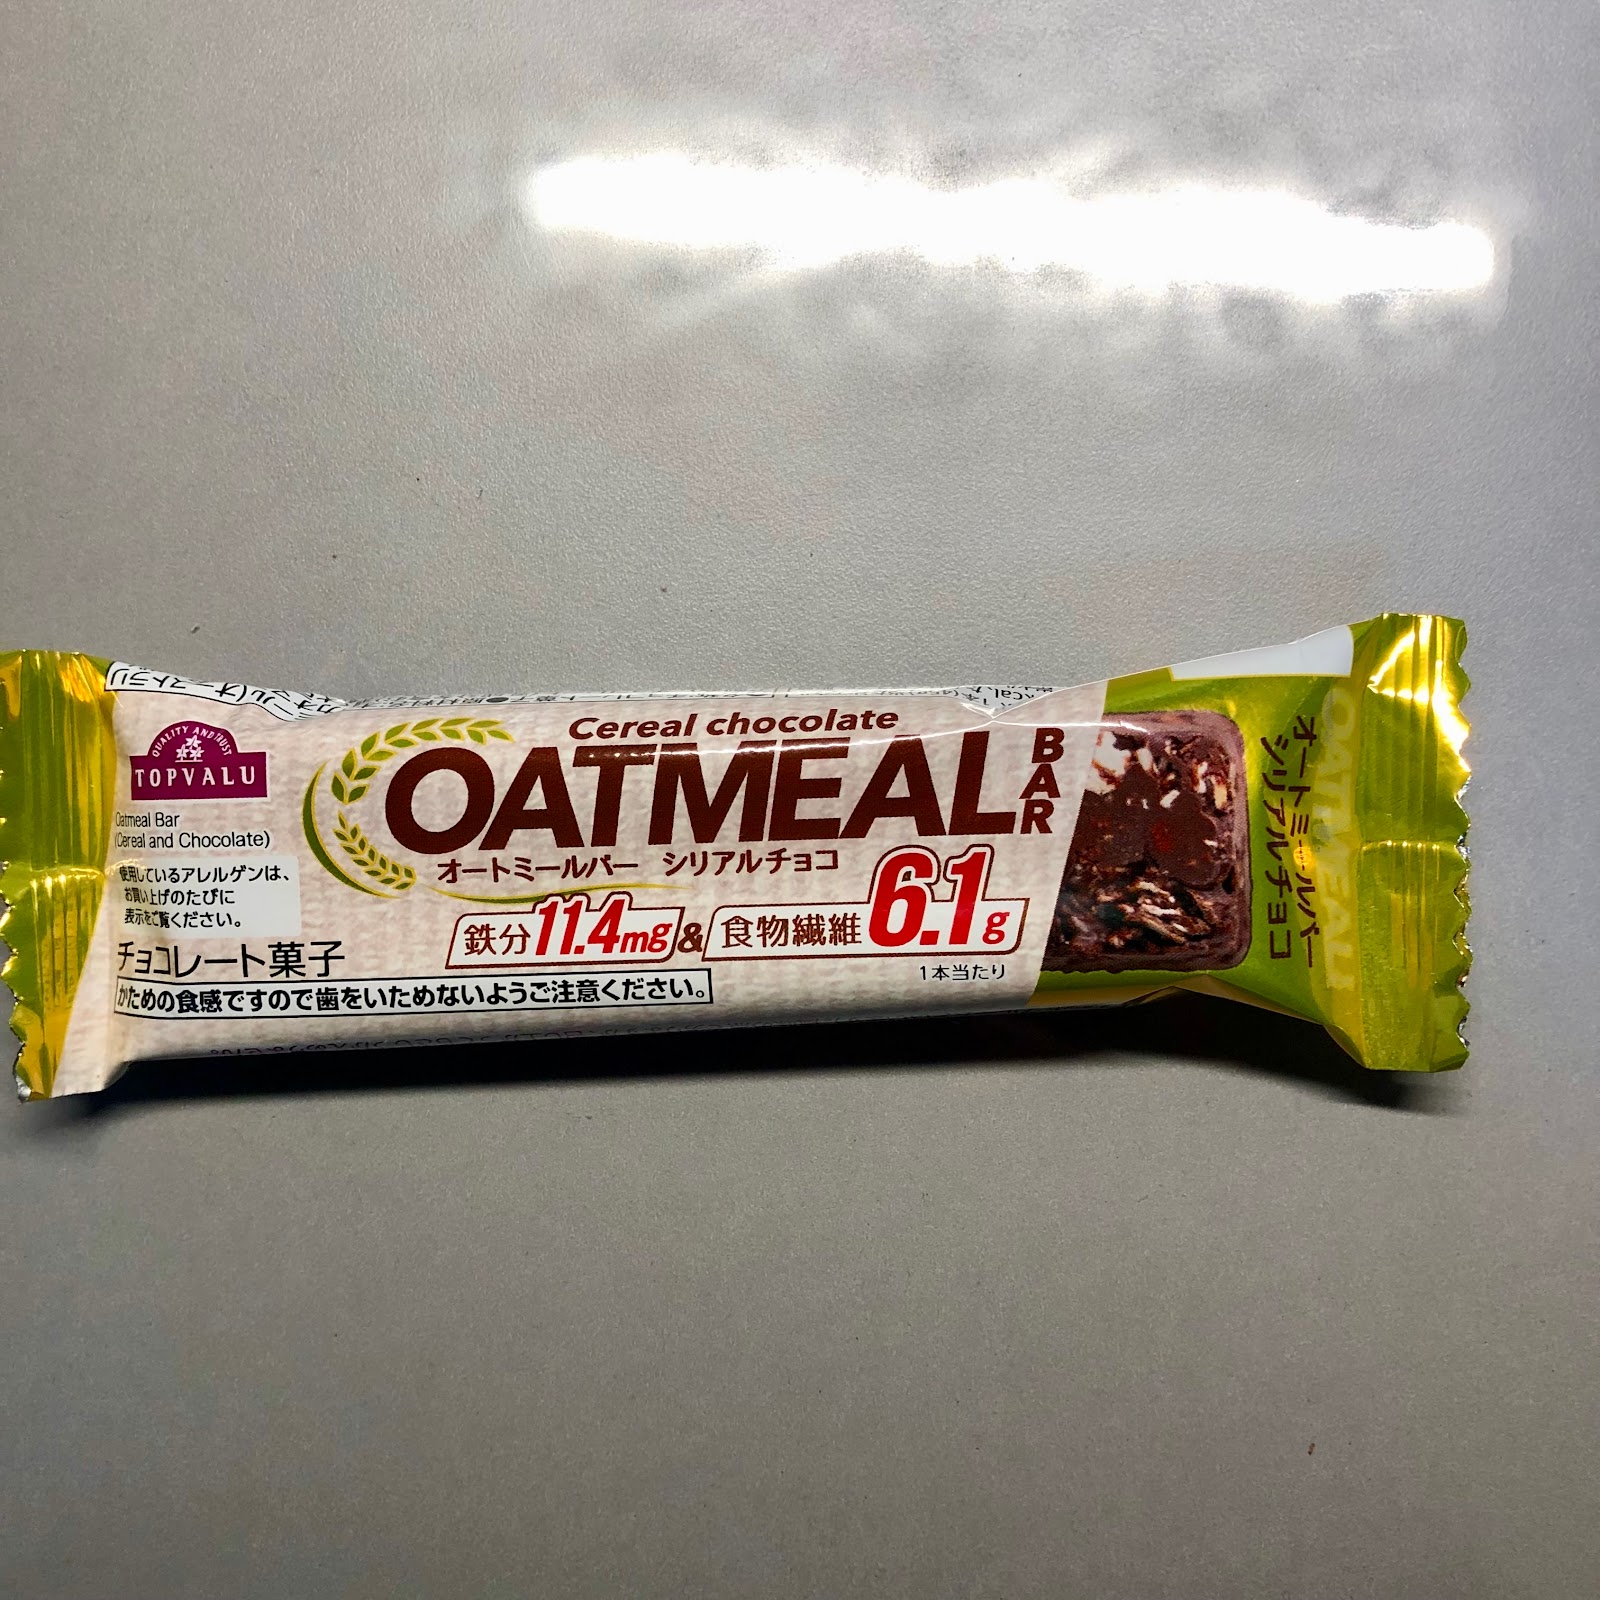 QUALITY AND TRUST
TOPVALU
Oatmeal Bar
(Cereal and Chocolate)
使用しているアレルゲンは、
お買い上げのたびに
表示をご覧ください。
チョコレート菓子
かための食感ですので歯をいためないようご注意ください。
Cereal chocolate
OATMEAL
BAR
オートミールバー シリアルチョコ
鉄分11.4mg&食物繊維6.1g
1本当たり
オートミールバー
シリアルチョコ
OATMEAL